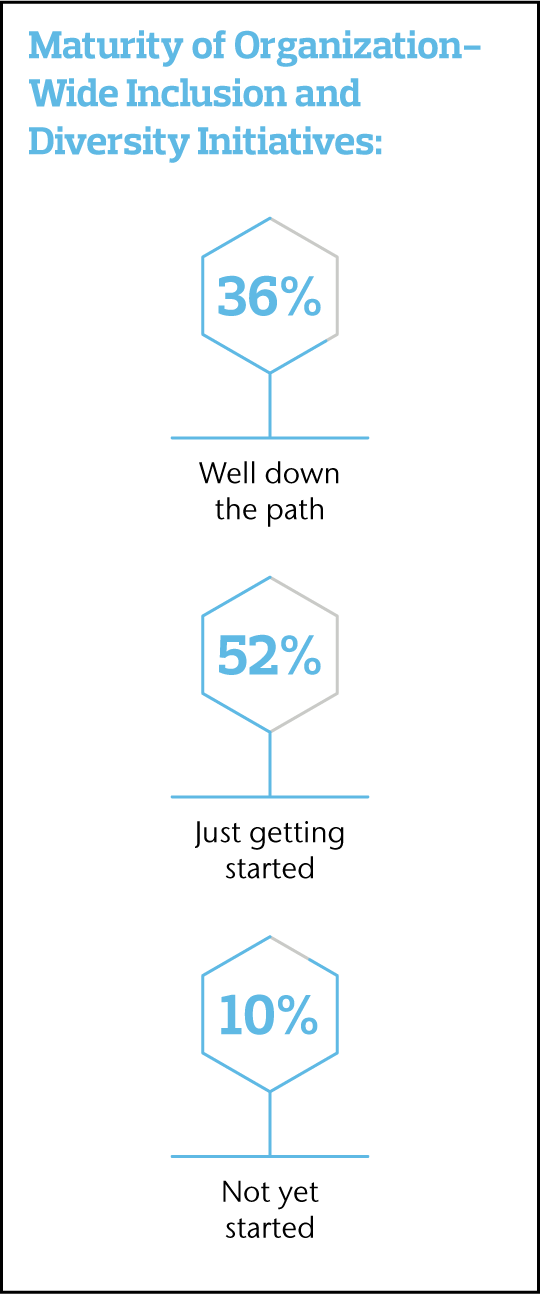 Maturity of Organization–
Wide Inclusion and
Diversity Initiatives:
36%
Well down
the path
52%
Just getting
started
10%
Not yet
started